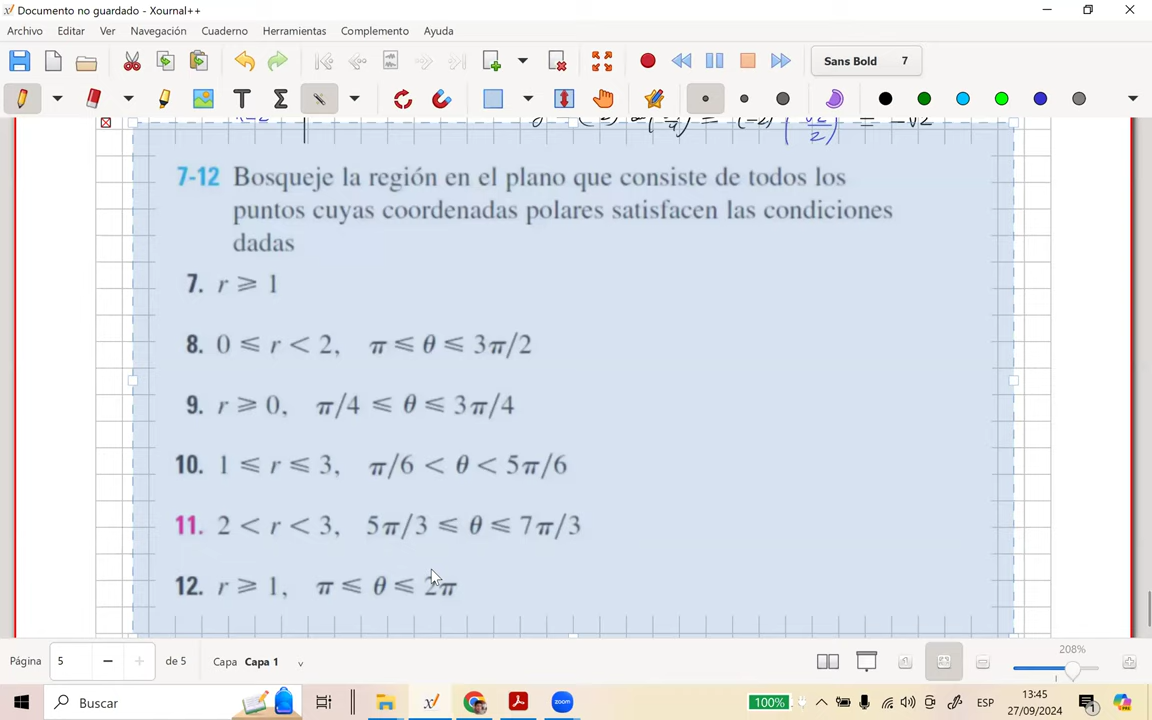 Documento no guardado - Xournal++
Archivo Editar Ver Navegación Cuaderno Herramientas Complemento Ayuda
Sans Bold 7
7-12 Bosqueje la región en el plano que consiste de todos los
puntos cuyas coordenadas polares satisfacen las condiciones
dadas
7. r ⩾ 1
8. 0 ⩽ r < 2, π ⩽ θ ⩽ 3π/2
9. r ⩾ 0, π/4 ⩽ θ ⩽ 3π/4
10. 1 ⩽ r ⩽ 3, π/6 < θ < 5π/6
11. 2 < r < 3, 5π/3 ⩽ θ ⩽ 7π/3
12. r ⩾ 1, π ⩽ θ ⩽ 2π
Página 5 de 5 Capa Capa 1 208%
Buscar 100% ESP 13:45
27/09/2024 1